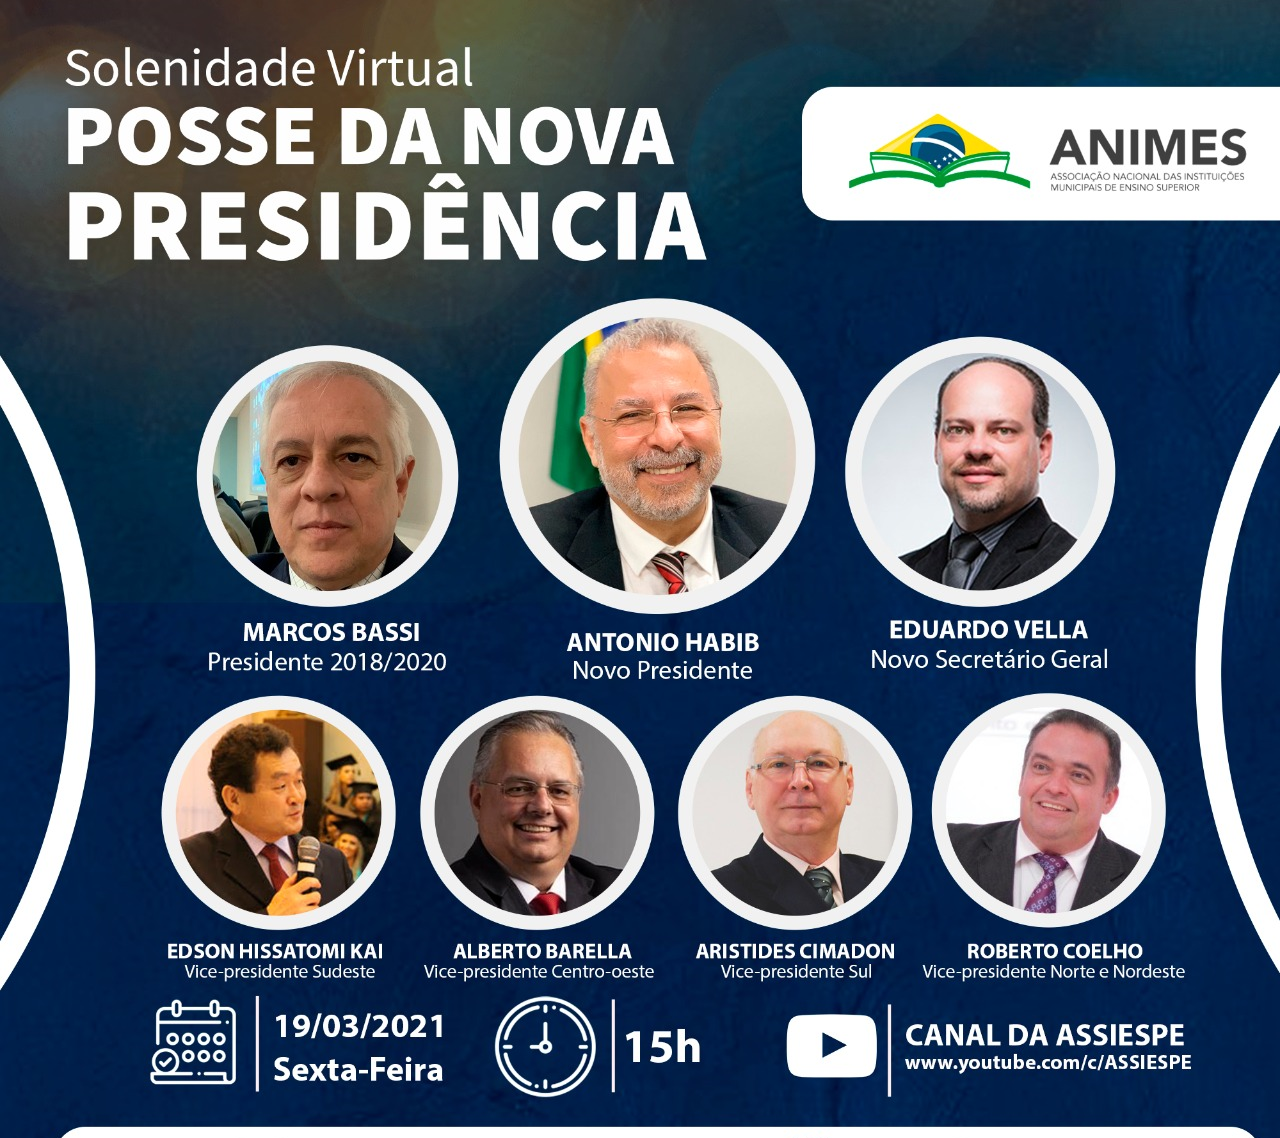 Solenidade Virtual
POSSE DA NOVA
PRESIDÊNCIA
ANIMES
ASSOCIAÇÃO NACIONAL DAS INSTITUIÇÕES
MUNICIPAIS DE ENSINO SUPERIOR
MARCOS BASSI
Presidente 2018/2020
ANTONIO HABIB
Novo Presidente
EDUARDO VELLA
Novo Secretário Geral
EDSON HISSATOMI KAI
Vice-presidente Sudeste
ALBERTO BARELLA
Vice-presidente Centro-oeste
ARISTIDES CIMADON
Vice-presidente Sul
ROBERTO COELHO
Vice-presidente Norte e Nordeste
19/03/2021
Sexta-Feira
15h
CANAL DA ASSIESPE
www.youtube.com/c/ASSIESPE